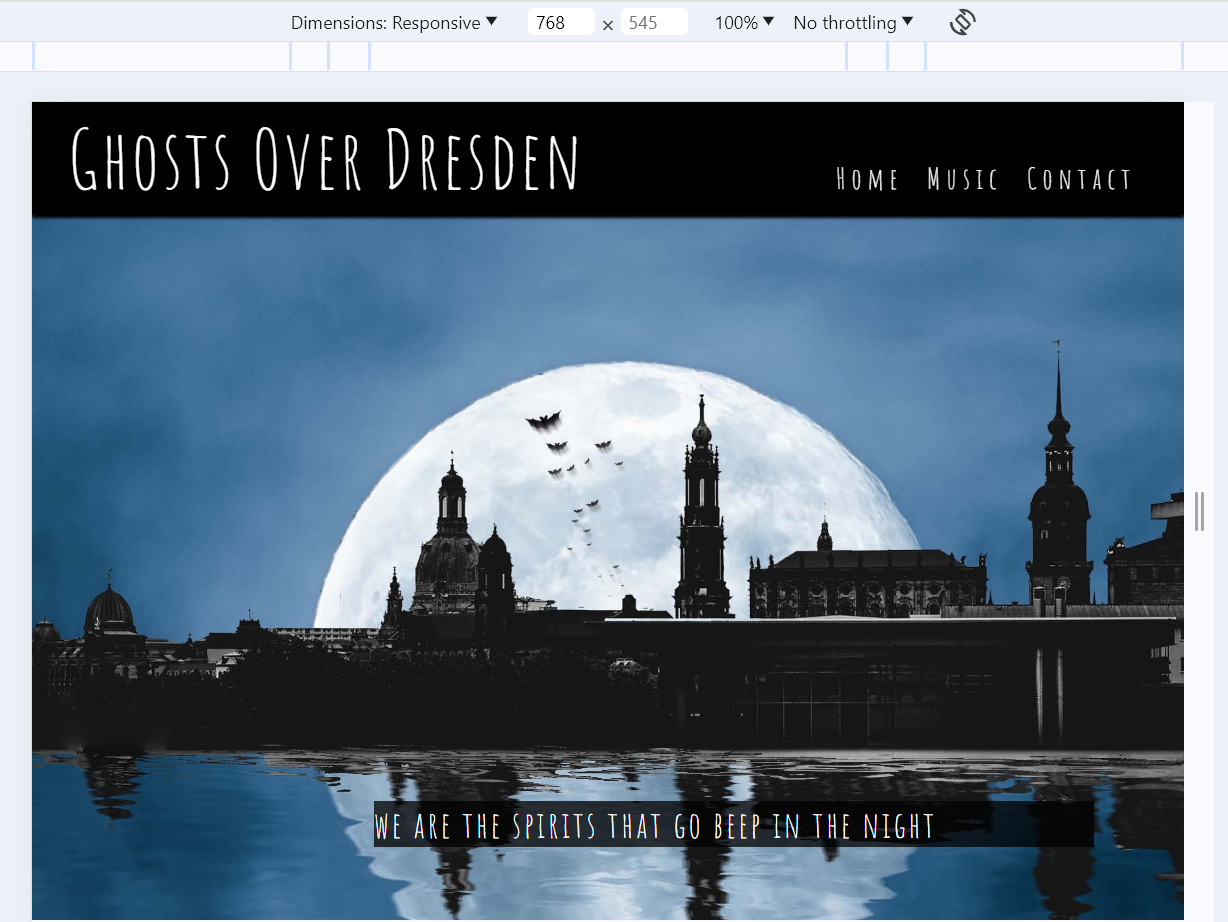 Dimensions: Responsive ▼ 768 × 545 100% ▼ No throttling ▼
Ghosts Over Dresden
Home Music Contact
WE ARE THE SPIRITS THAT GO BEEP IN THE NIGHT